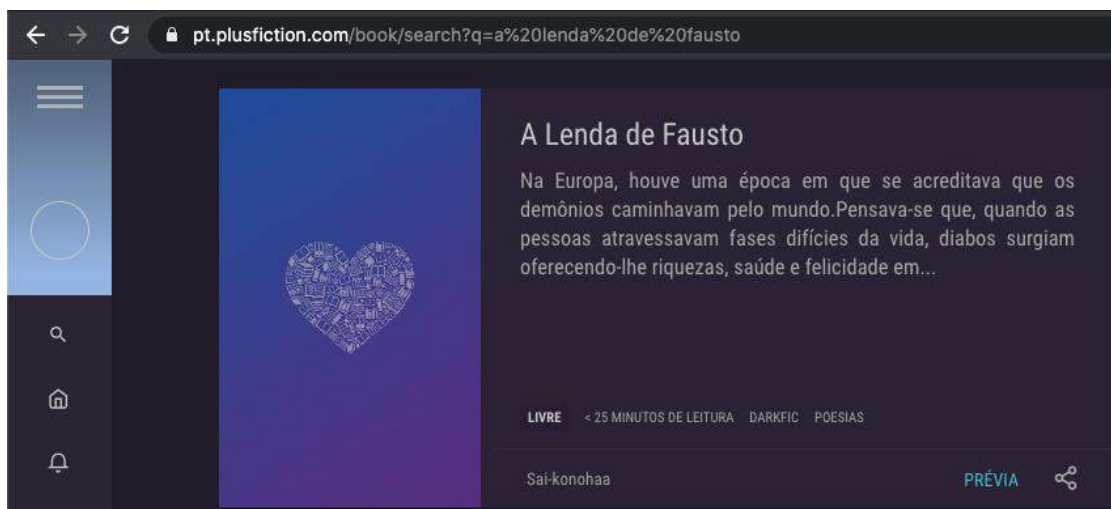 pt.plusfiction.com/book/search?q=a%20lenda%20de%20fausto
A Lenda de Fausto
Na Europa, houve uma época em que se acreditava que os
demônios caminhavam pelo mundo.Pensava-se que, quando as
pessoas atravessavam fases difícies da vida, diabos surgiam
oferecendo-lhe riquezas, saúde e felicidade em...
LIVRE < 25 MINUTOS DE LEITURA DARKFIC POESIAS
Sai-konohaa PRÉVIA